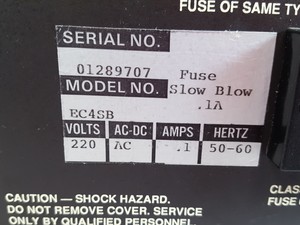 FUSE OF SAME TY
SERIAL NO.
01289707 Fuse
MODEL NO. Slow Blow
.1A
EC4SB
VOLTS AC-DC AMPS HERTZ
220 AC .1 50-60
CLAS
CAUTION — SHOCK HAZARD. FUSE
DO NOT REMOVE COVER. SERVICE
ONLY BY QUALIFIED PERSONNEL.